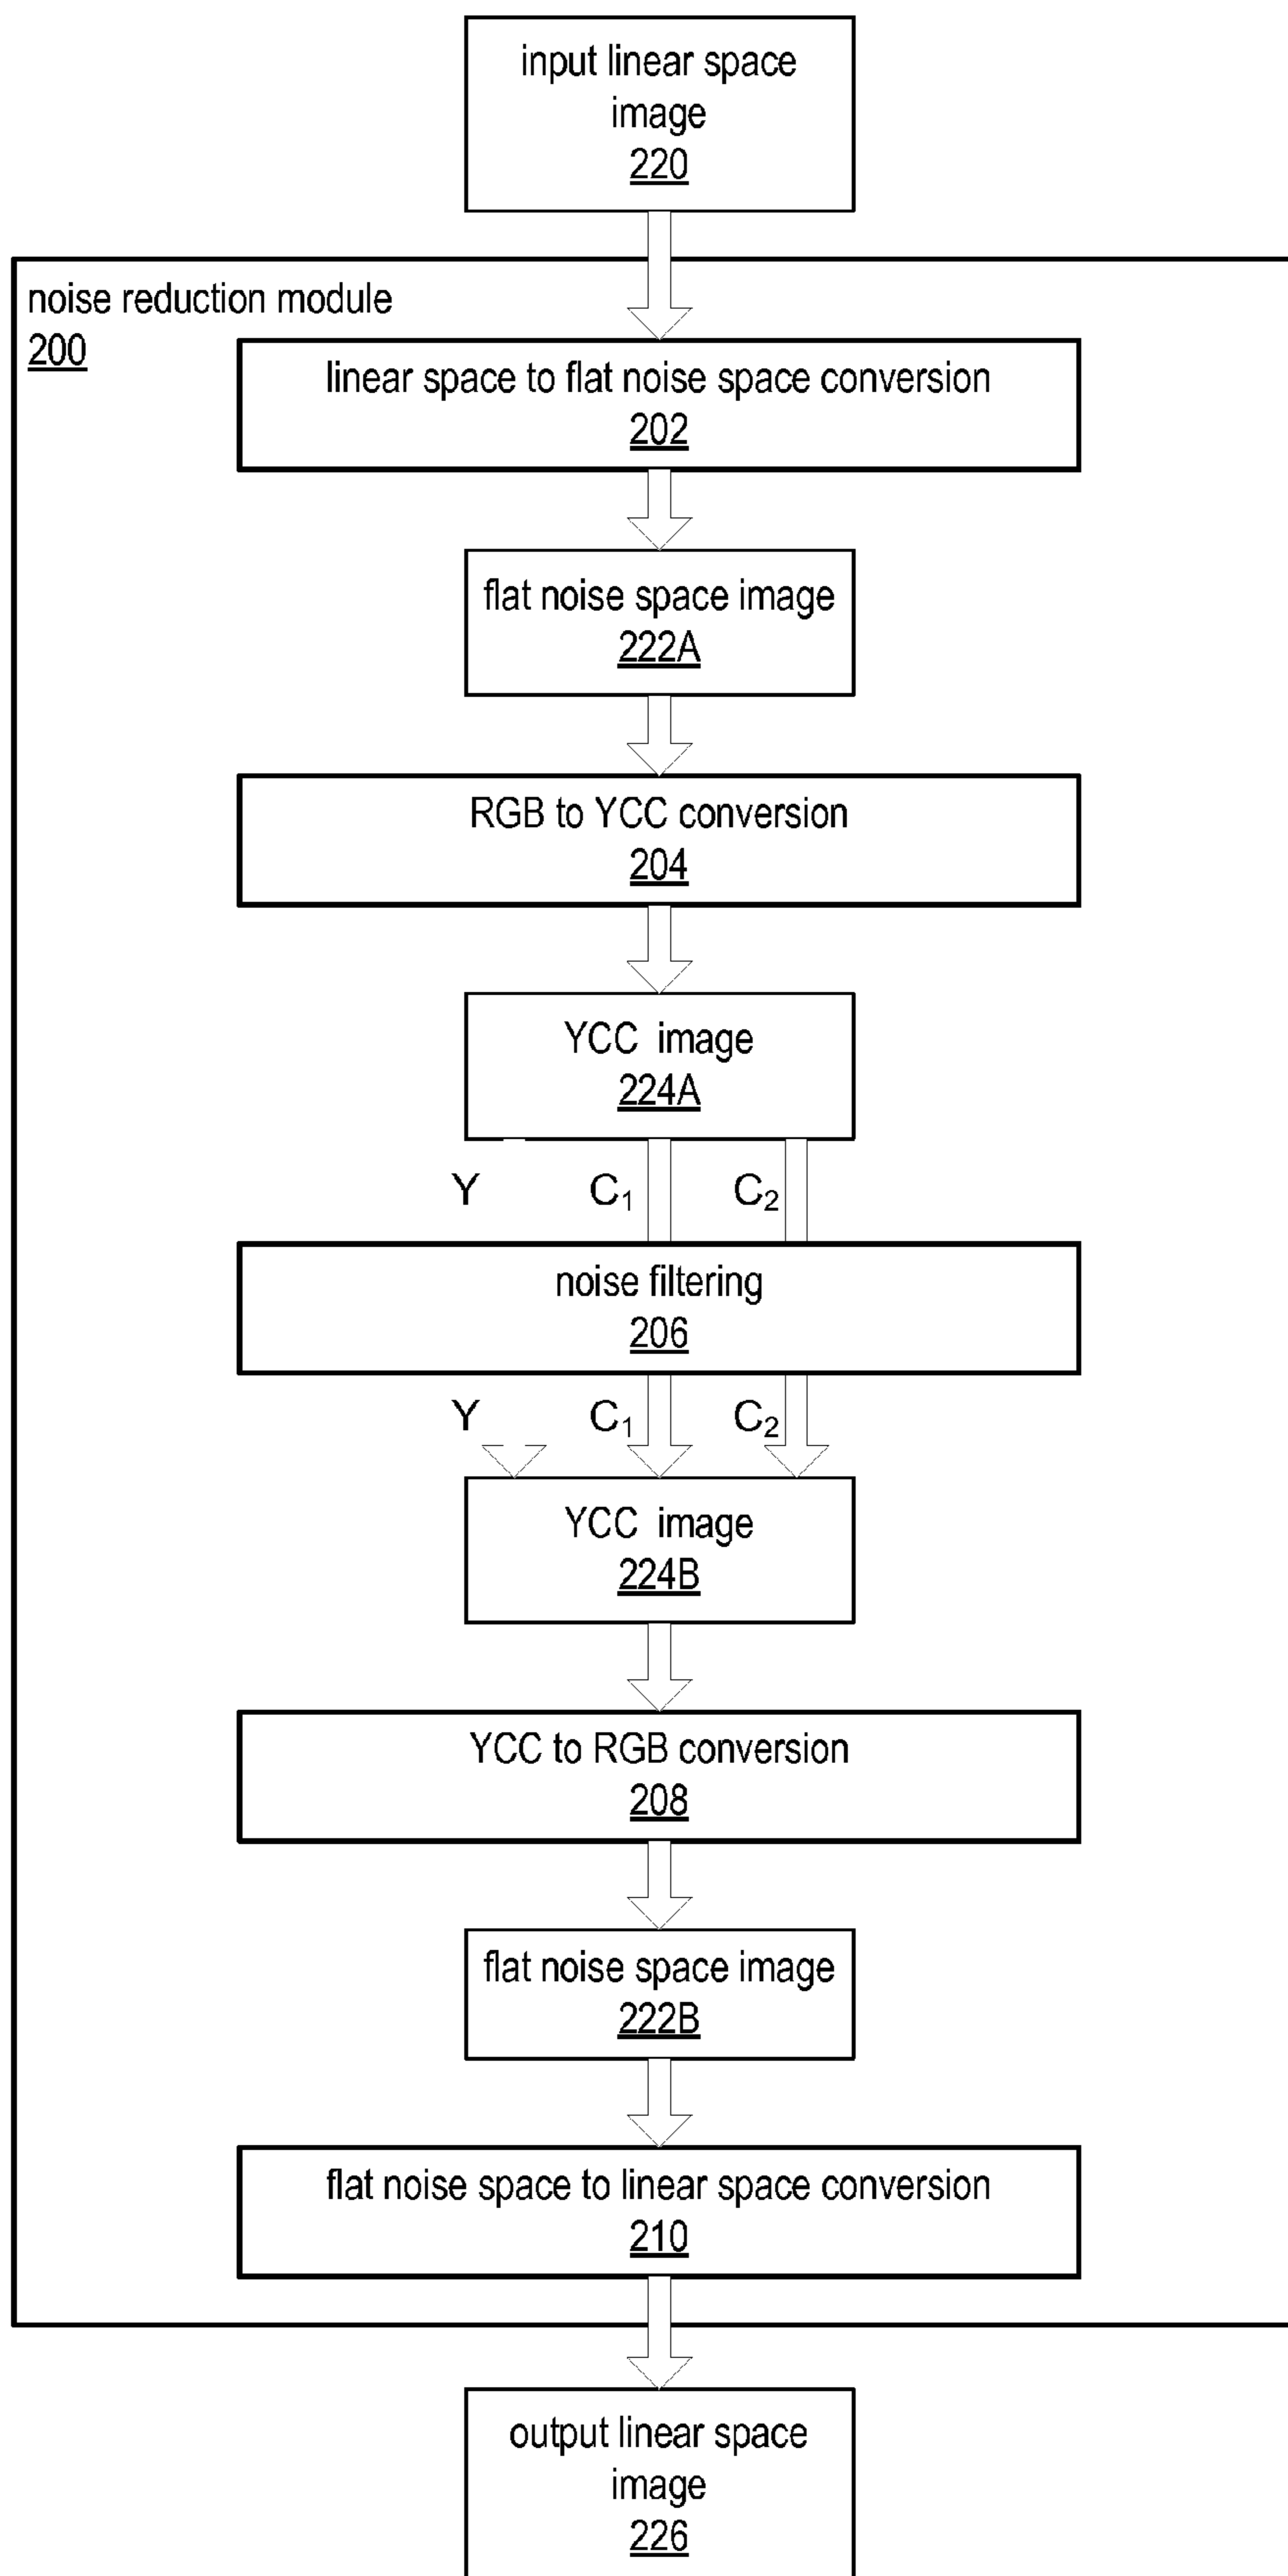 input linear space
image
220
noise reduction module
200
linear space to flat noise space conversion
202
flat noise space image
222A
RGB to YCC conversion
204
YCC image
224A
Y C₁ C₂
noise filtering
206
Y C₁ C₂
YCC image
224B
YCC to RGB conversion
208
flat noise space image
222B
flat noise space to linear space conversion
210
output linear space
image
226